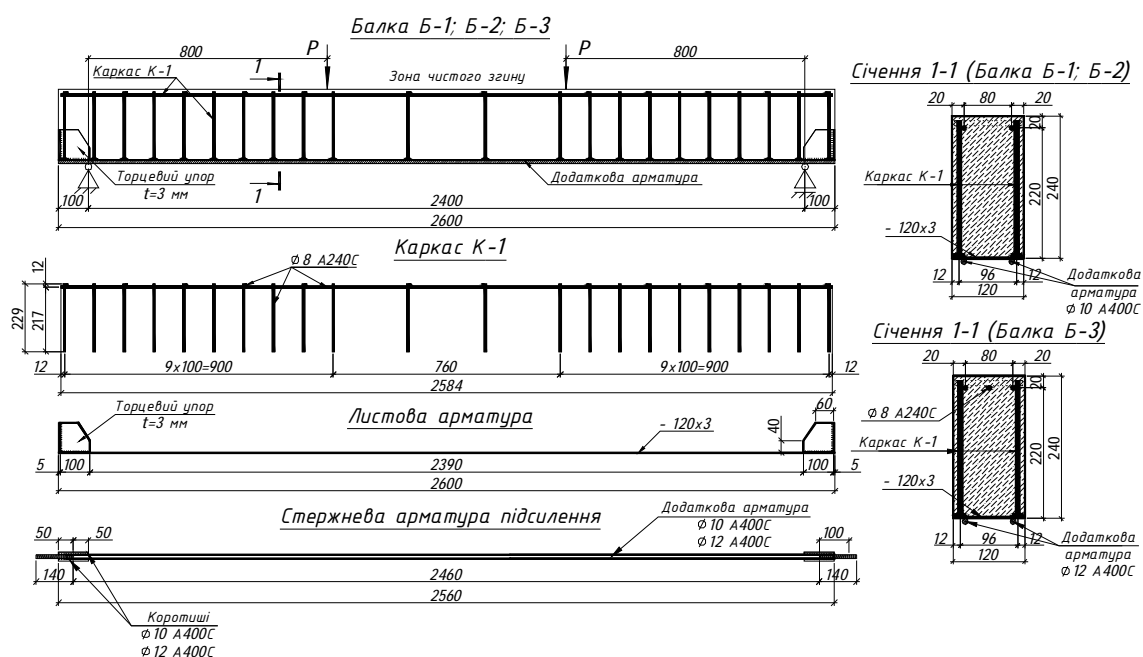 Балка Б-1; Б-2; Б-3
800
P
P
800
1
Каркас К-1
Зона чистого згину
Торцевий упор
t=3 мм
1
Додаткова арматура
100
2400
100
2600
Каркас К-1
12
Ø 8 А240С
229
217
12
9x100=900
760
9x100=900
12
2584
Торцевий упор
t=3 мм
Листова арматура
60
- 120x3
40
5
100
2390
100
5
2600
Стержнева арматура підсилення
50
50
Додаткова арматура
Ø 10 А400С
Ø 12 А400С
100
140
2460
140
2560
Коротиші
Ø 10 А400С
Ø 12 А400С
Січення 1-1 (Балка Б-1; Б-2)
20
80
20
20
Каркас К-1
220
240
- 120x3
12
96
12
120
Додаткова
арматура
Ø 10 А400С
Січення 1-1 (Балка Б-3)
20
80
20
20
Ø 8 А240С
Каркас К-1
220
240
- 120x3
12
96
12
120
Додаткова
арматура
Ø 12 А400С